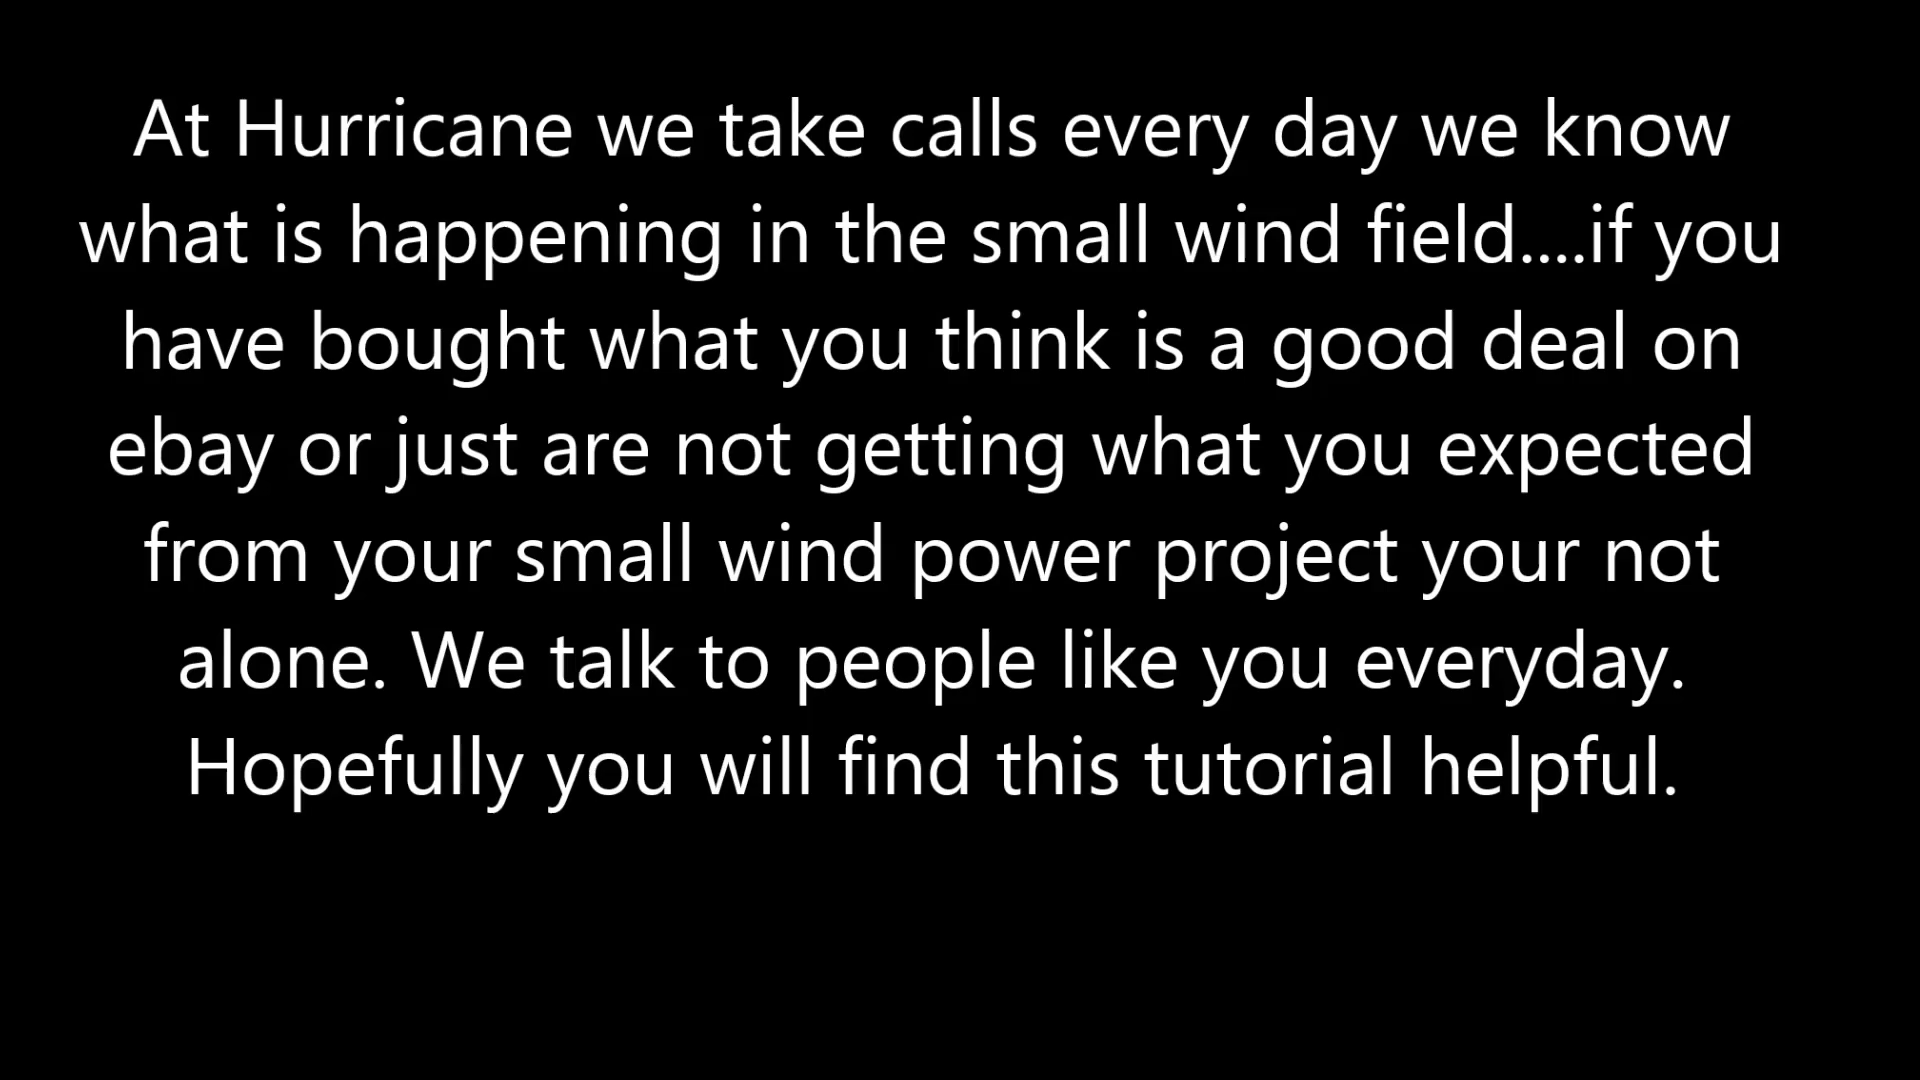 At Hurricane we take calls every day we know
what is happening in the small wind field....if you
have bought what you think is a good deal on
ebay or just are not getting what you expected
from your small wind power project your not
alone. We talk to people like you everyday.
Hopefully you will find this tutorial helpful.